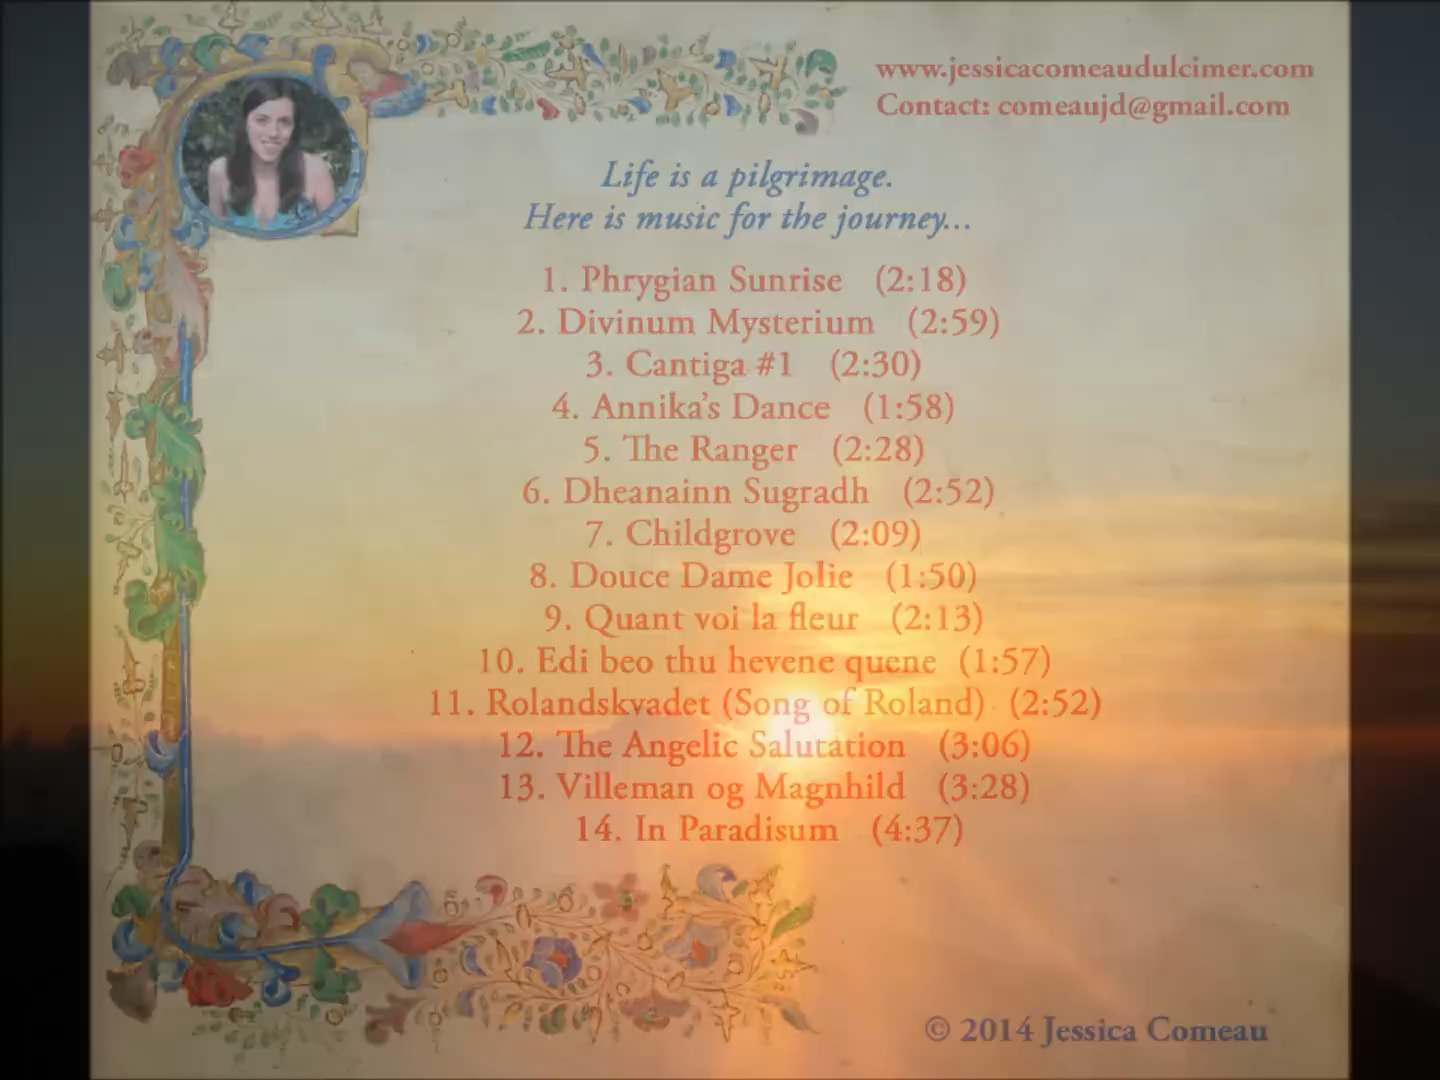 www.jessicacomeaudulcimer.com
Contact: comeaujd@gmail.com
Life is a pilgrimage.
Here is music for the journey...
1. Phrygian Sunrise (2:18)
2. Divinum Mysterium (2:59)
3. Cantiga #1 (2:30)
4. Annika's Dance (1:58)
5. The Ranger (2:28)
6. Dheanainn Sugradh (2:52)
7. Childgrove (2:09)
8. Douce Dame Jolie (1:50)
9. Quant voi la fleur (2:13)
10. Edi beo thu hevene quene (1:57)
11. Rolandskvadet (Song of Roland) (2:52)
12. The Angelic Salutation (3:06)
13. Villeman og Magnhild (3:28)
14. In Paradisum (4:37)
© 2014 Jessica Comeau